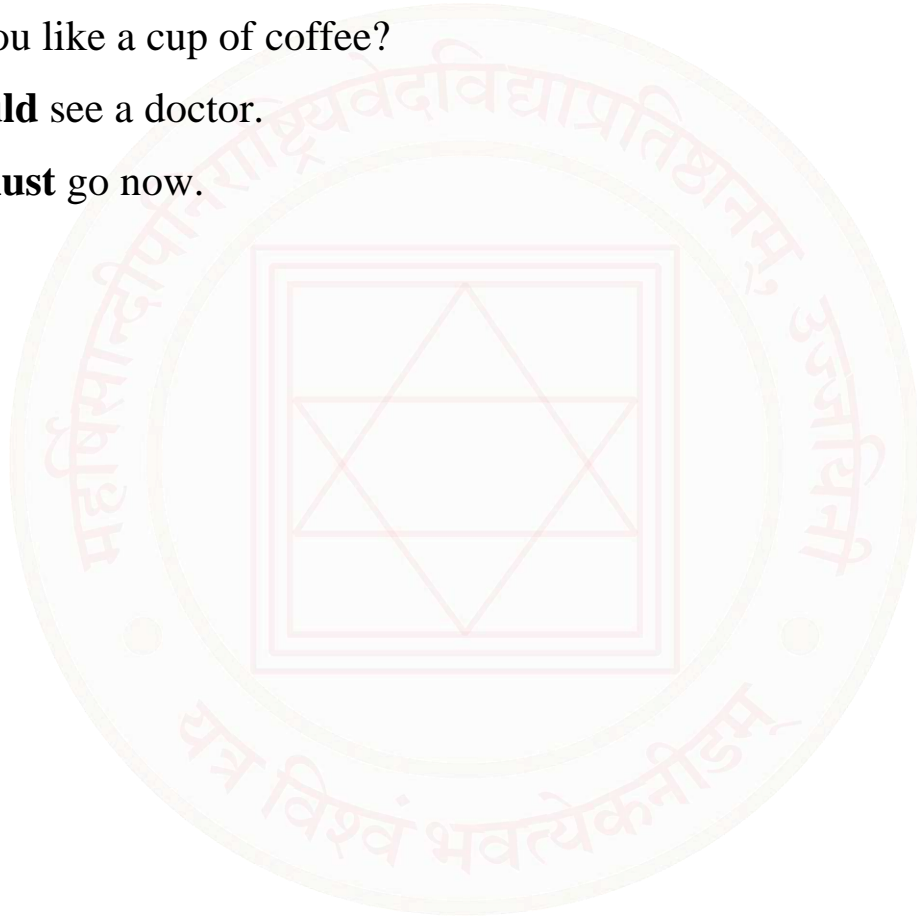 ou like a cup of coffee?
ld see a doctor.
ust go now.
महर्षिसान्दीपनिराष्ट्रियवेदविद्याप्रतिष्ठानम्, उज्जयिनी
यत्र विश्वं भवत्येकनीडम्